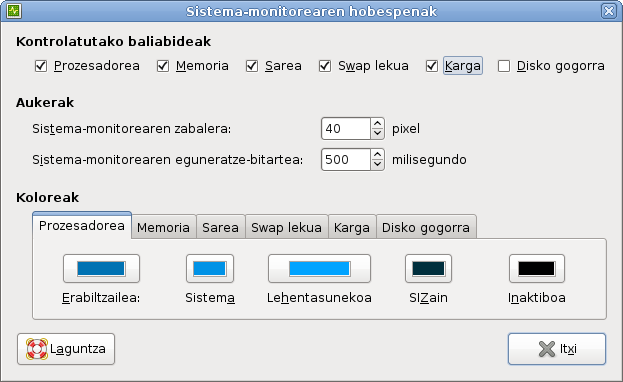 Sistema-monitorearen hobespenak
Kontrolatutako baliabideak
Prozesadorea Memoria Sarea Swap lekua Karga Disko gogorra
Aukerak
Sistema-monitorearen zabalera: 40 pixel
Sistema-monitorearen eguneratze-bitartea: 500 milisegundo
Koloreak
Prozesadorea Memoria Sarea Swap lekua Karga Disko gogorra
Erabiltzailea: Sistema Lehentasunekoa SIZain Inaktiboa
Laguntza Itxi